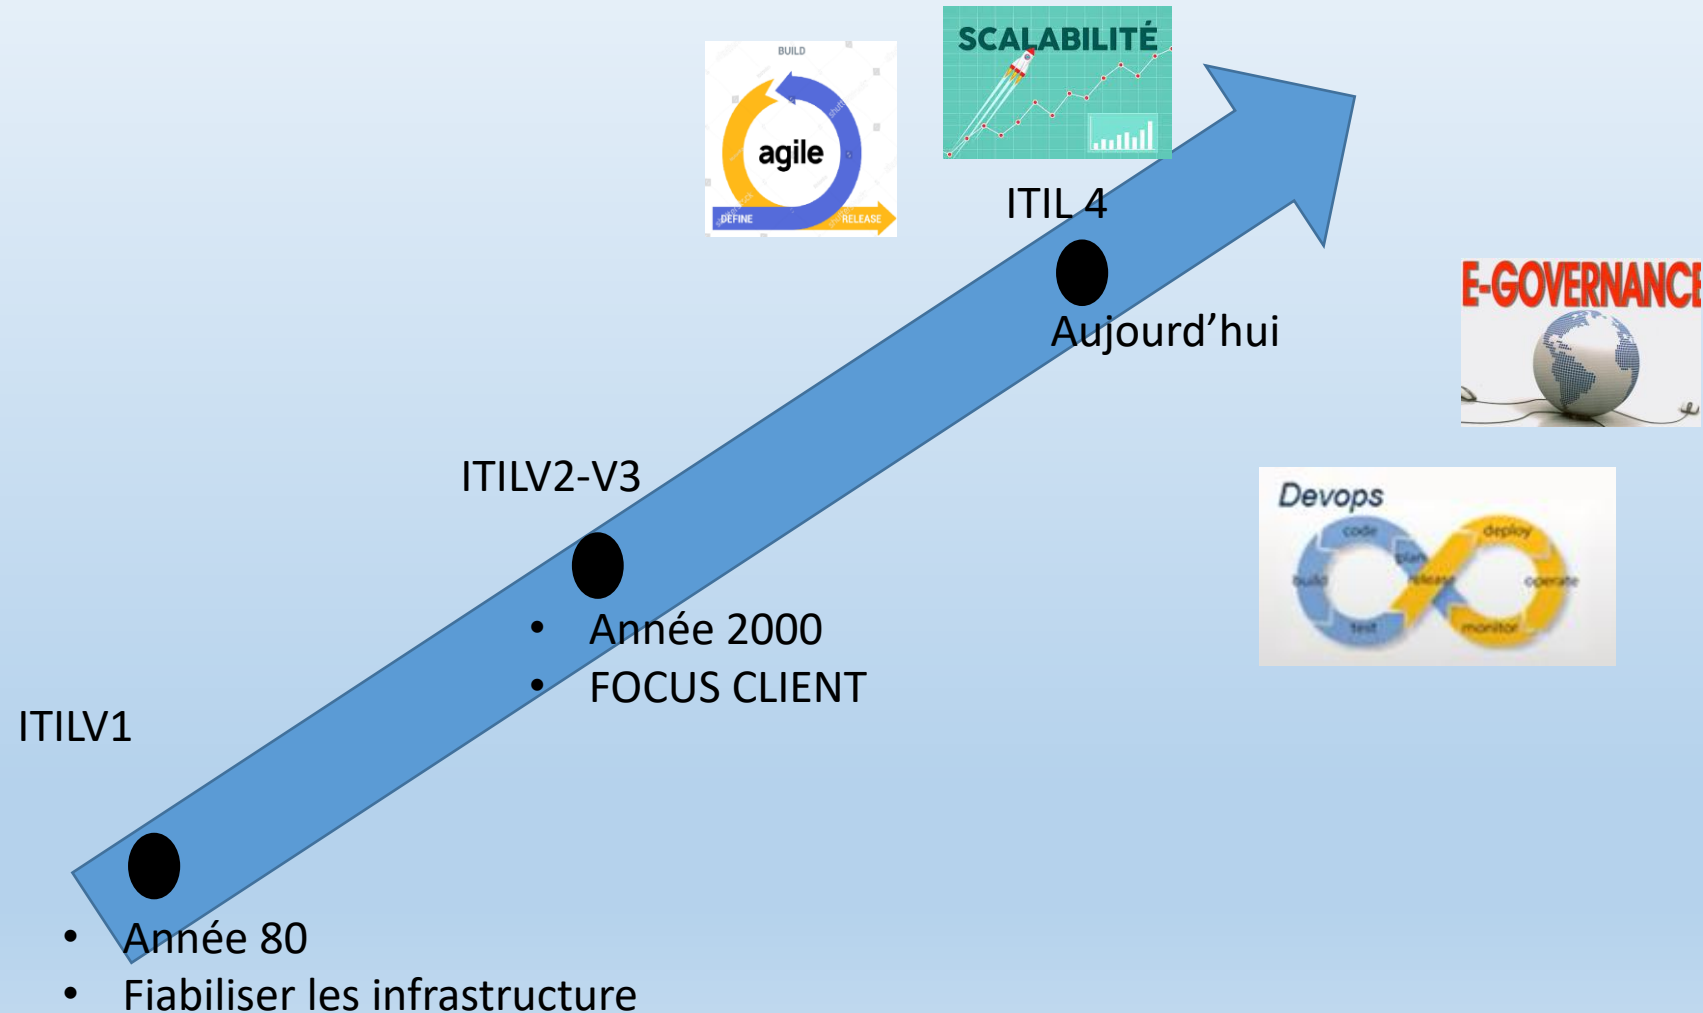 SCALABILITÉ
BUILD
agile
DEFINE
RELEASE
ITIL 4
Aujourd’hui
E-GOVERNANCE
ITILV2-V3
• Année 2000
• FOCUS CLIENT
Devops
code
deploy
plan
build
release
operate
test
monitor
ITILV1
• Année 80
• Fiabiliser les infrastructure